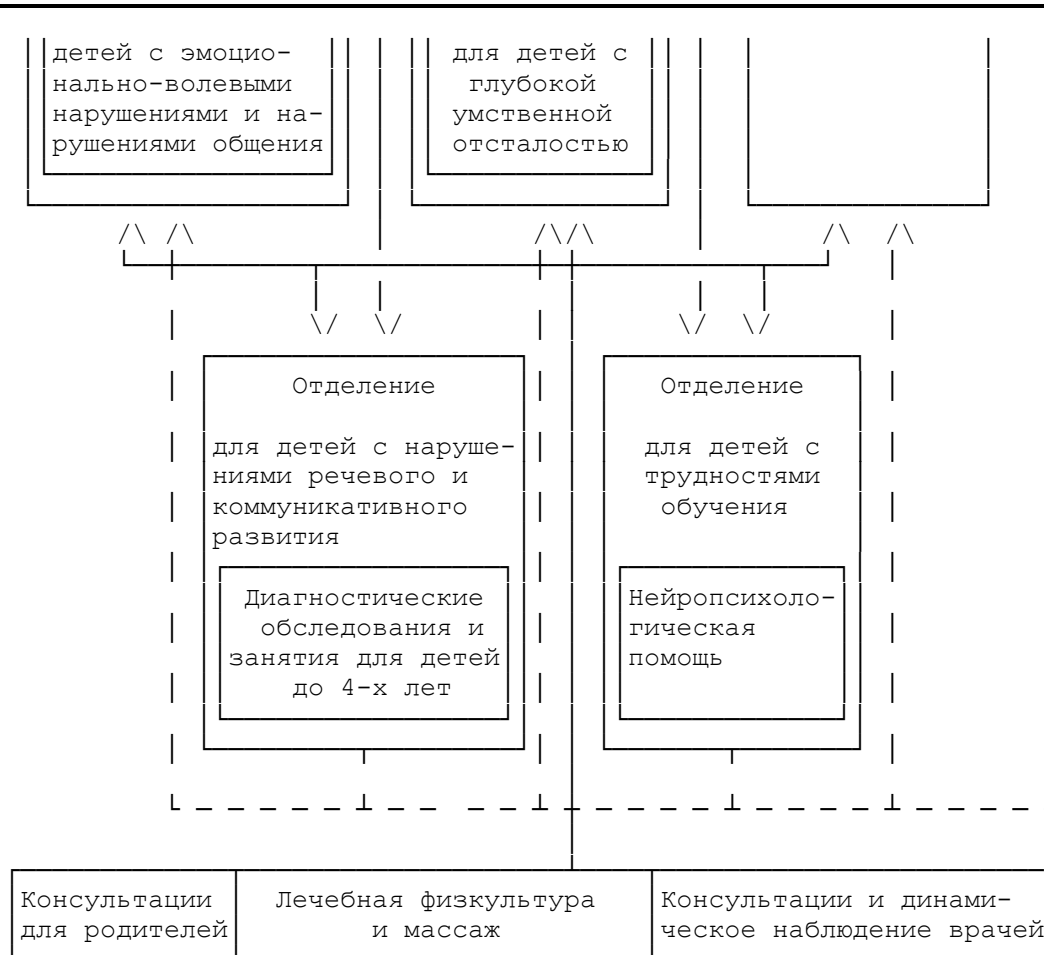 детей с эмоцио-
нально-волевыми
нарушениями и на-
рушениями общения
для детей с
глубокой
умственной
отсталостью
Отделение
для детей с наруше-
ниями речевого и
коммуникативного
развития
Диагностические
обследования и
занятия для детей
до 4-х лет
Отделение
для детей с
трудностями
обучения
Нейропсихоло-
гическая
помощь
Консультации
для родителей
Лечебная физкультура
и массаж
Консультации и динами-
ческое наблюдение врачей